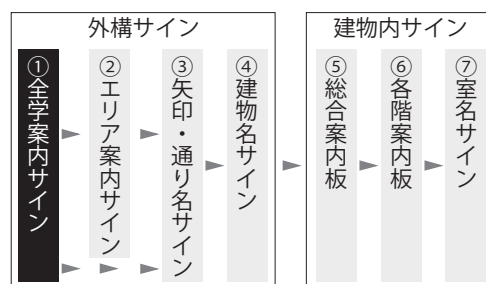 外構サイン
①全学案内サイン
②エリア案内サイン
③矢印・通り名サイン
④建物名サイン
建物内サイン
⑤総合案内板
⑥各階案内板
⑦室名サイン